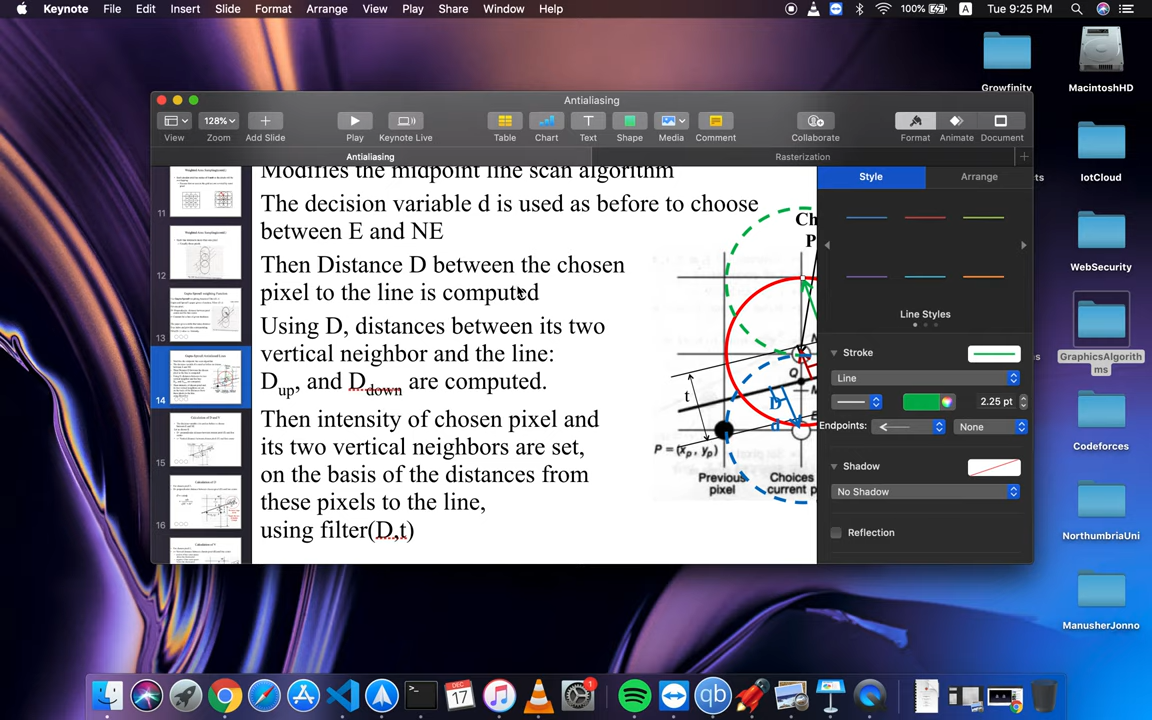 Keynote File Edit Insert Slide Format Arrange View Play Share Window Help
100% A Tue 9:25 PM
Antialiasing
128%
View Zoom Add Slide Play Keynote Live Table Chart Text Shape Media Comment Collaborate Format Animate Document
Antialiasing Rasterization
11
12
13
14
15
16
Modifies the midpoint line scan algorithm
The decision variable d is used as before to choose
between E and NE
Then Distance D between the chosen
pixel to the line is computed
Using D, distances between its two
vertical neighbor and the line:
Dup, and Ddown are computed.
Then intensity of chosen pixel and
its two vertical neighbors are set,
on the basis of the distances from
these pixels to the line,
using filter(D,t)
Ch
P
t
Q
D
d
P = (xp, yp)
Previous
pixel
Choices
current p
Style Arrange
Line Styles
Stroke
Line
2.25 pt
Endpoints: None
Shadow
No Shadow
Reflection
Growfinity
MacintoshHD
IotCloud
WebSecurity
GraphicsAlgorith
ms
Codeforces
NorthumbriaUni
ManusherJonno
DEC
17
1
qb